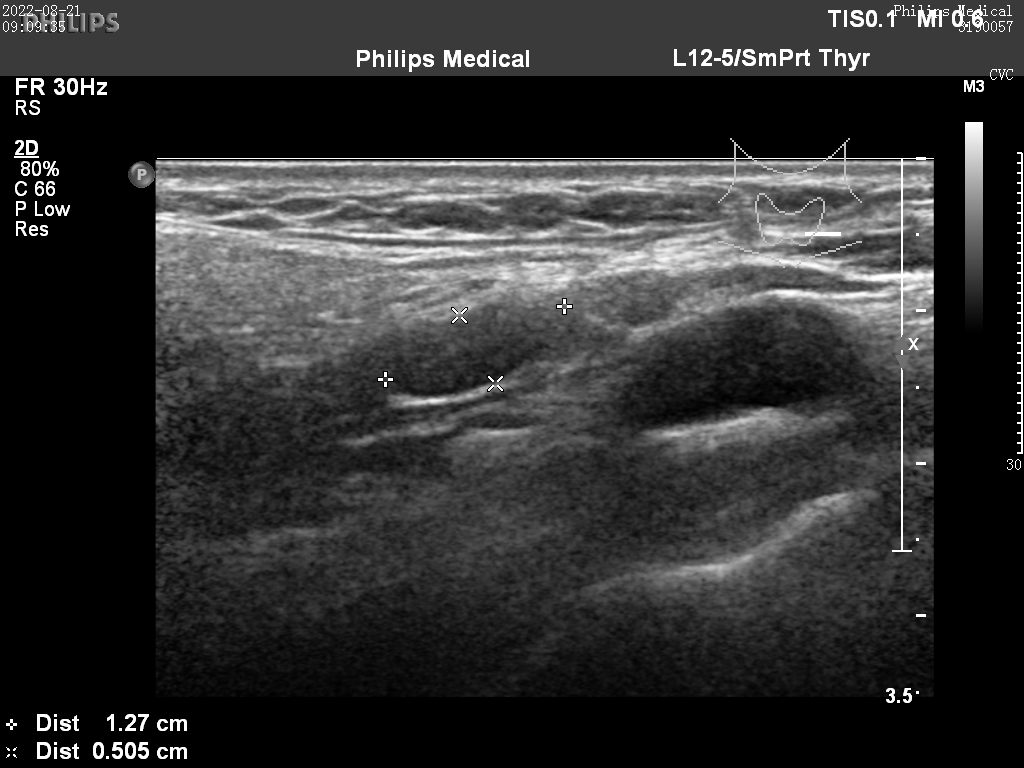 2022-08-21
09:09:35
PHILIPS
Philips Medical
TIS0.1 MI 0.6
Philips Medical
L12-5/SmPrt Thyr
CVC
FR 30Hz
RS
M3
2D
80%
C 66
P Low
Res
P
X
30
3.5
Dist 1.27 cm
Dist 0.505 cm